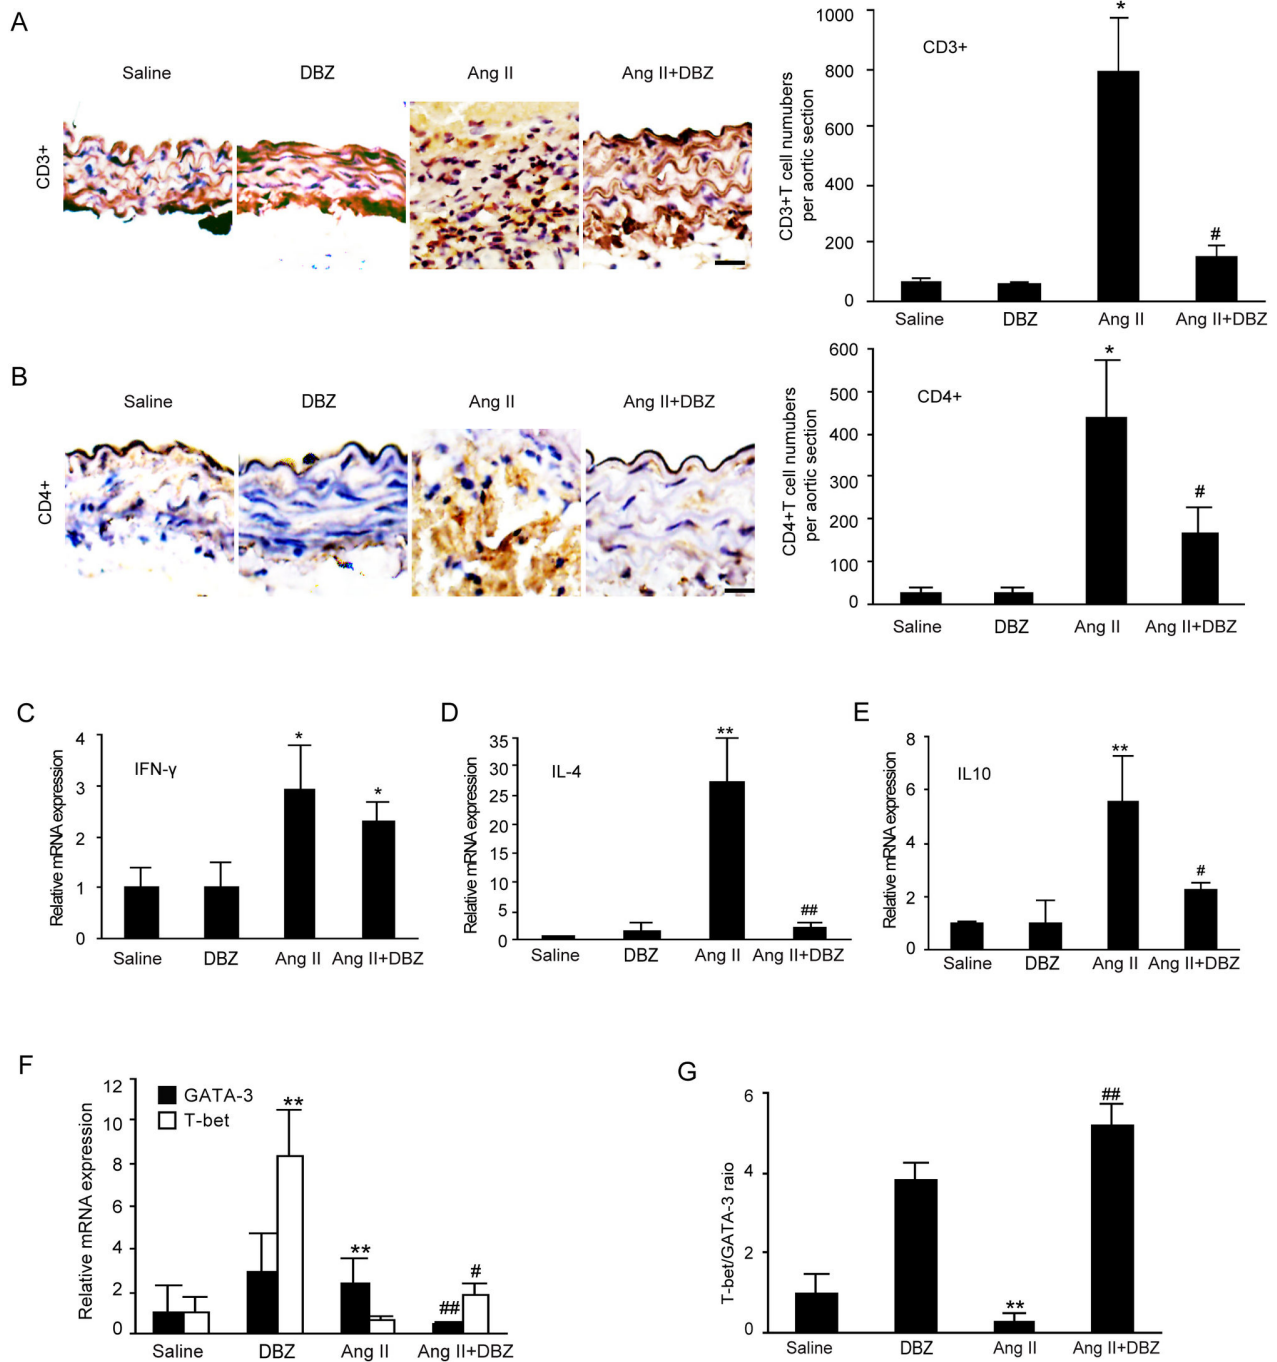 A
Saline
DBZ
Ang II
Ang II+DBZ
CD3+
1000
800
600
400
200
0
CD3+T cell numubers
per aortic section
CD3+
*
#
Saline
DBZ
Ang II
Ang II+DBZ
B
Saline
DBZ
Ang II
Ang II+DBZ
CD4+
600
500
400
300
200
100
0
CD4+T cell numubers
per aortic section
CD4+
*
#
Saline
DBZ
Ang II
Ang II+DBZ
C
4
3
2
1
0
Relative mRNA expression
IFN-γ
*
*
Saline
DBZ
Ang II
Ang II+DBZ
D
35
30
25
20
15
10
5
0
Relative mRNA expression
IL-4
**
##
Saline
DBZ
Ang II
Ang II+DBZ
E
8
6
4
2
0
Relative mRNA expression
IL10
**
#
Saline
DBZ
Ang II
Ang II+DBZ
F
12
10
8
6
4
2
0
Relative mRNA expression
GATA-3
T-bet
**
**
##
#
Saline
DBZ
Ang II
Ang II+DBZ
G
6
4
2
0
T-bet/GATA-3 raio
**
##
Saline
DBZ
Ang II
Ang II+DBZ